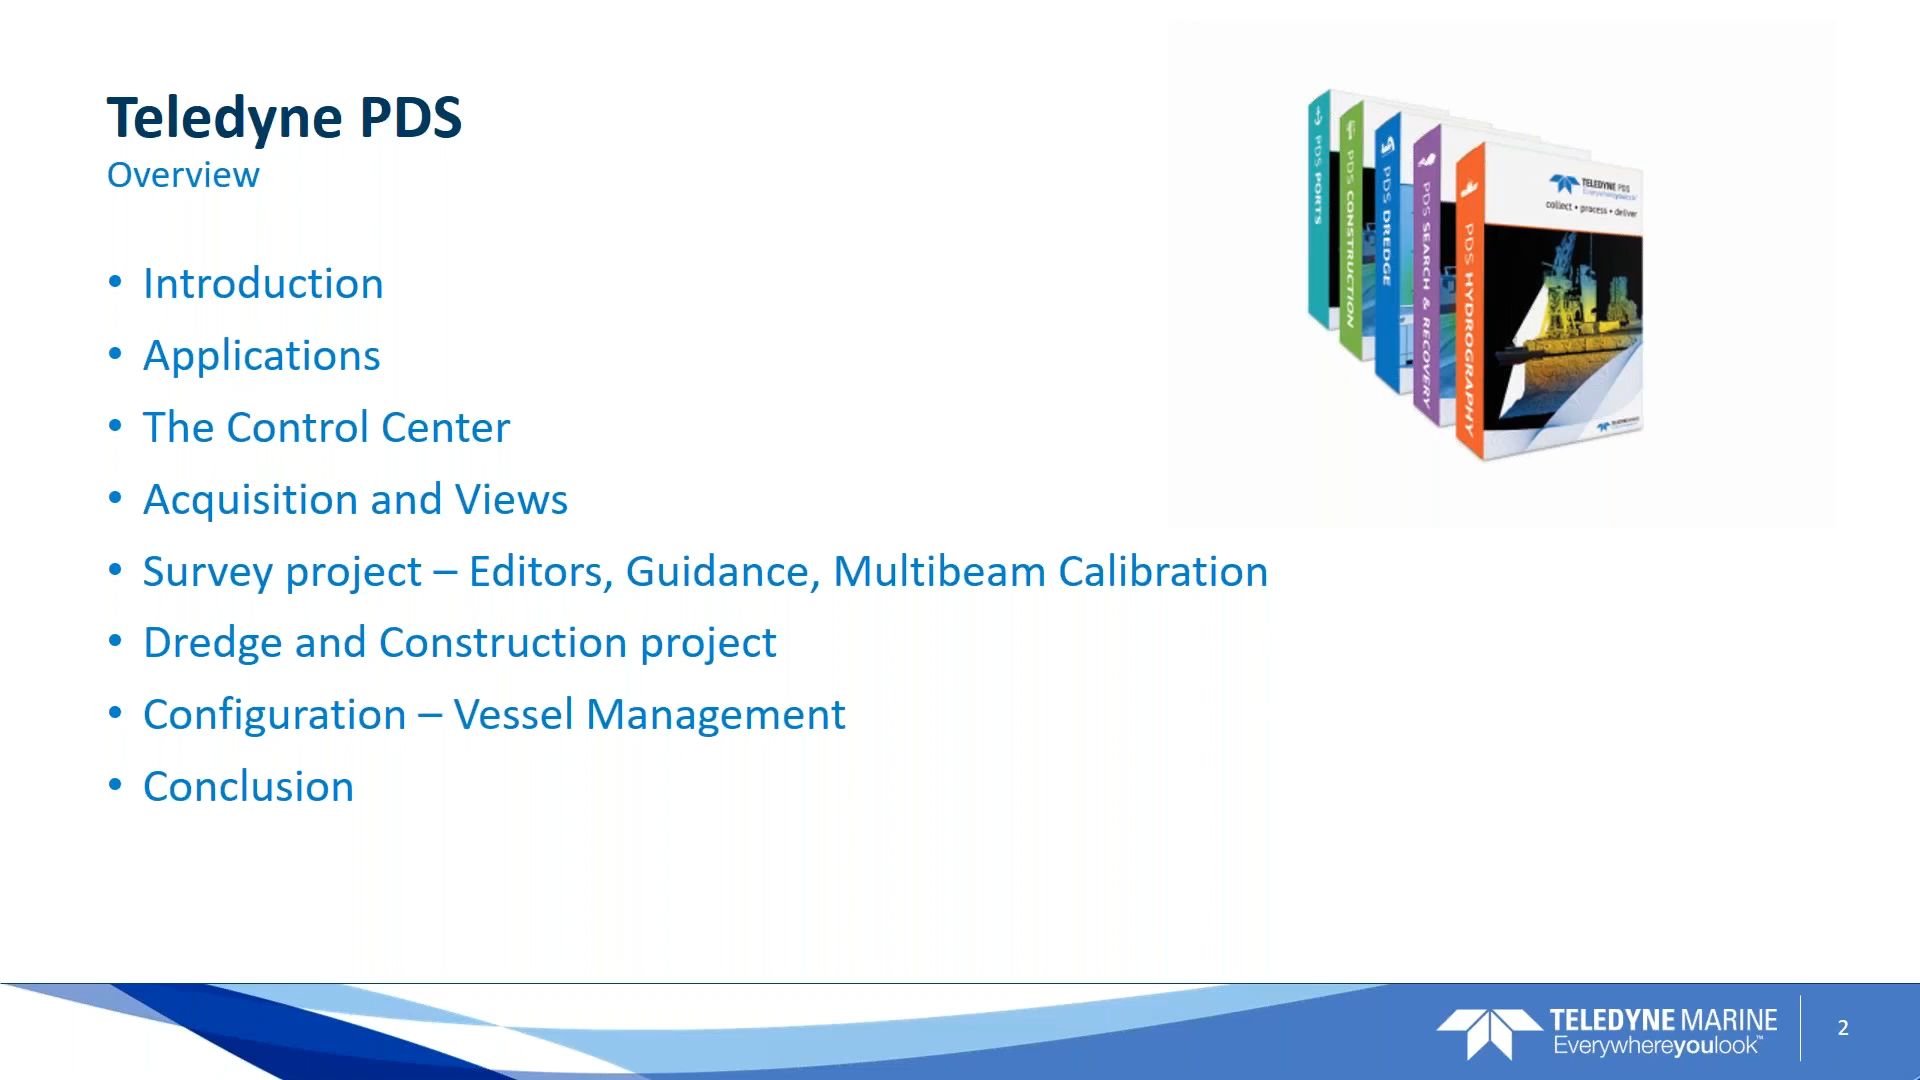 Teledyne PDS
Overview
• Introduction
• Applications
• The Control Center
• Acquisition and Views
• Survey project – Editors, Guidance, Multibeam Calibration
• Dredge and Construction project
• Configuration – Vessel Management
• Conclusion
PDS PORTS
PDS CONSTRUCTION
PDS DREDGE
PDS SEARCH & RECOVERY
PDS HYDROGRAPHY
TELEDYNE PDS
Everywhereyoulook
collect • process • deliver
TELEDYNE MARINE
Everywhereyoulook™
2